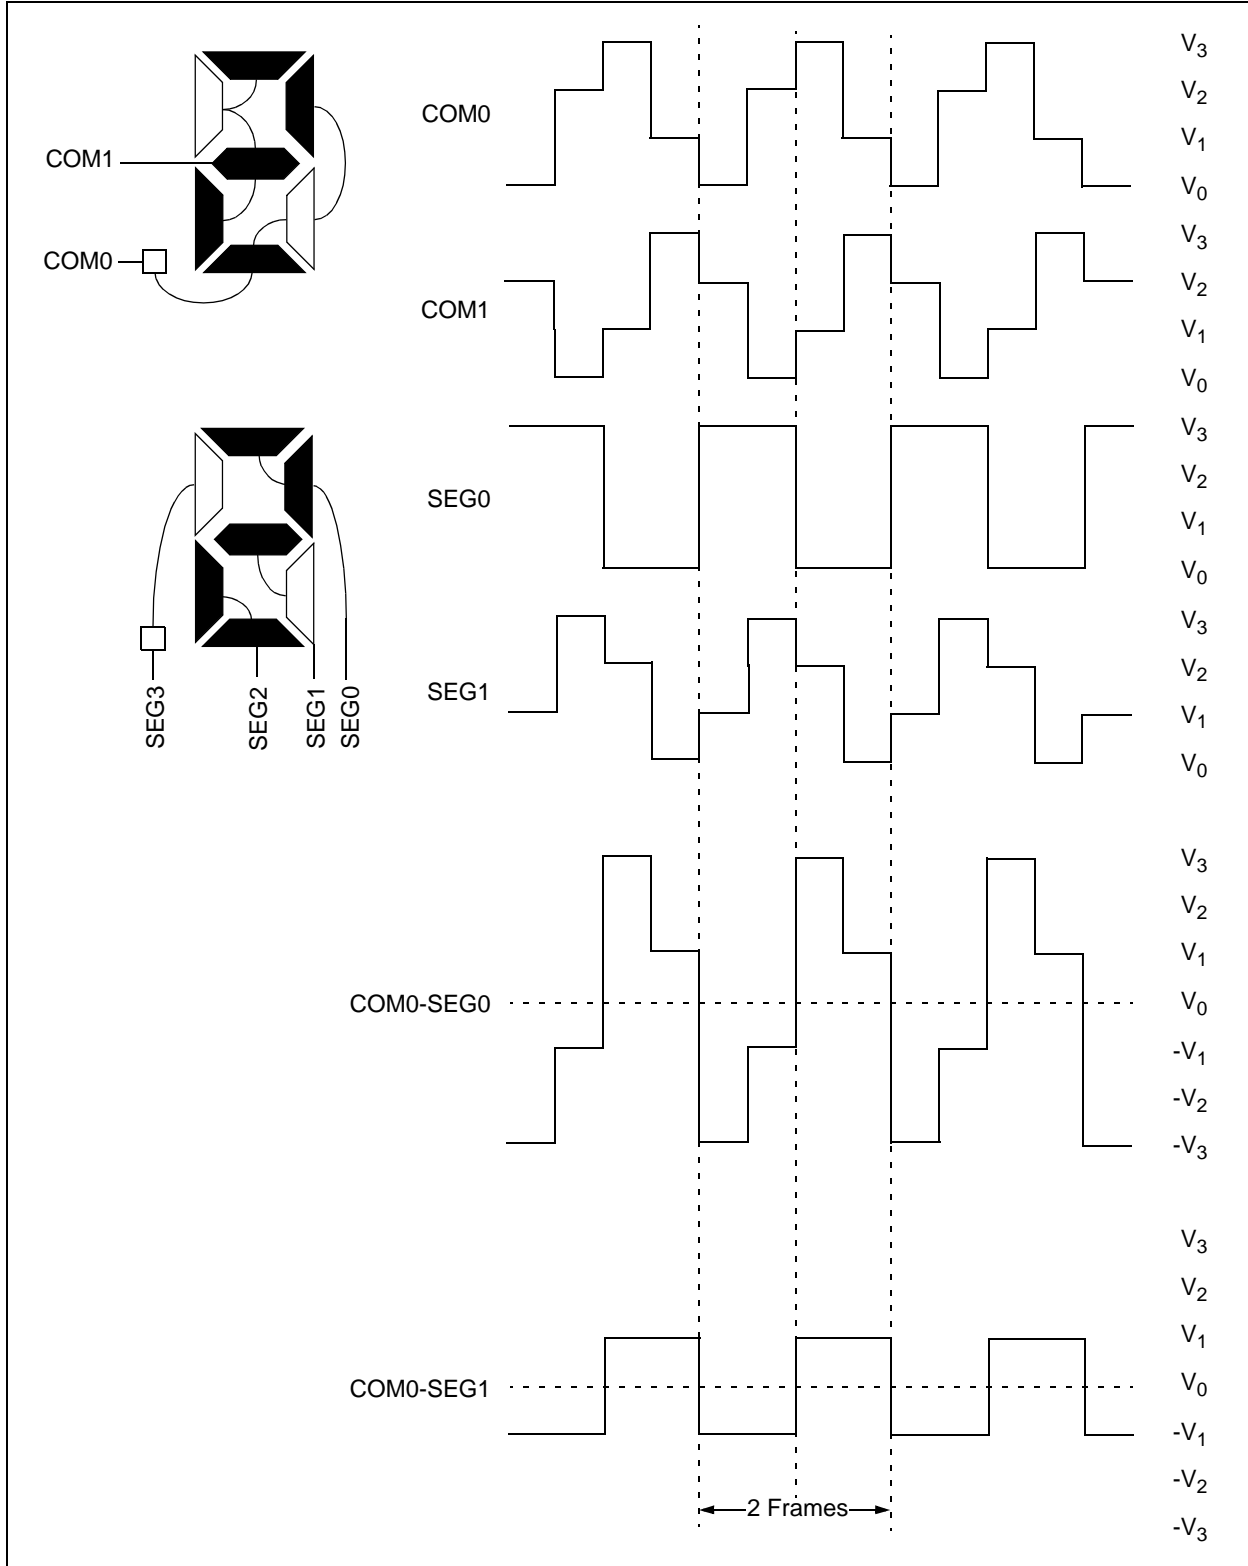 COM1
COM0
SEG3
SEG2
SEG1
SEG0
COM0
V3
V2
V1
V0
COM1
V3
V2
V1
V0
SEG0
V3
V2
V1
V0
SEG1
V3
V2
V1
V0
COM0-SEG0
V3
V2
V1
V0
-V1
-V2
-V3
COM0-SEG1
V3
V2
V1
V0
-V1
-V2
-V3
2 Frames